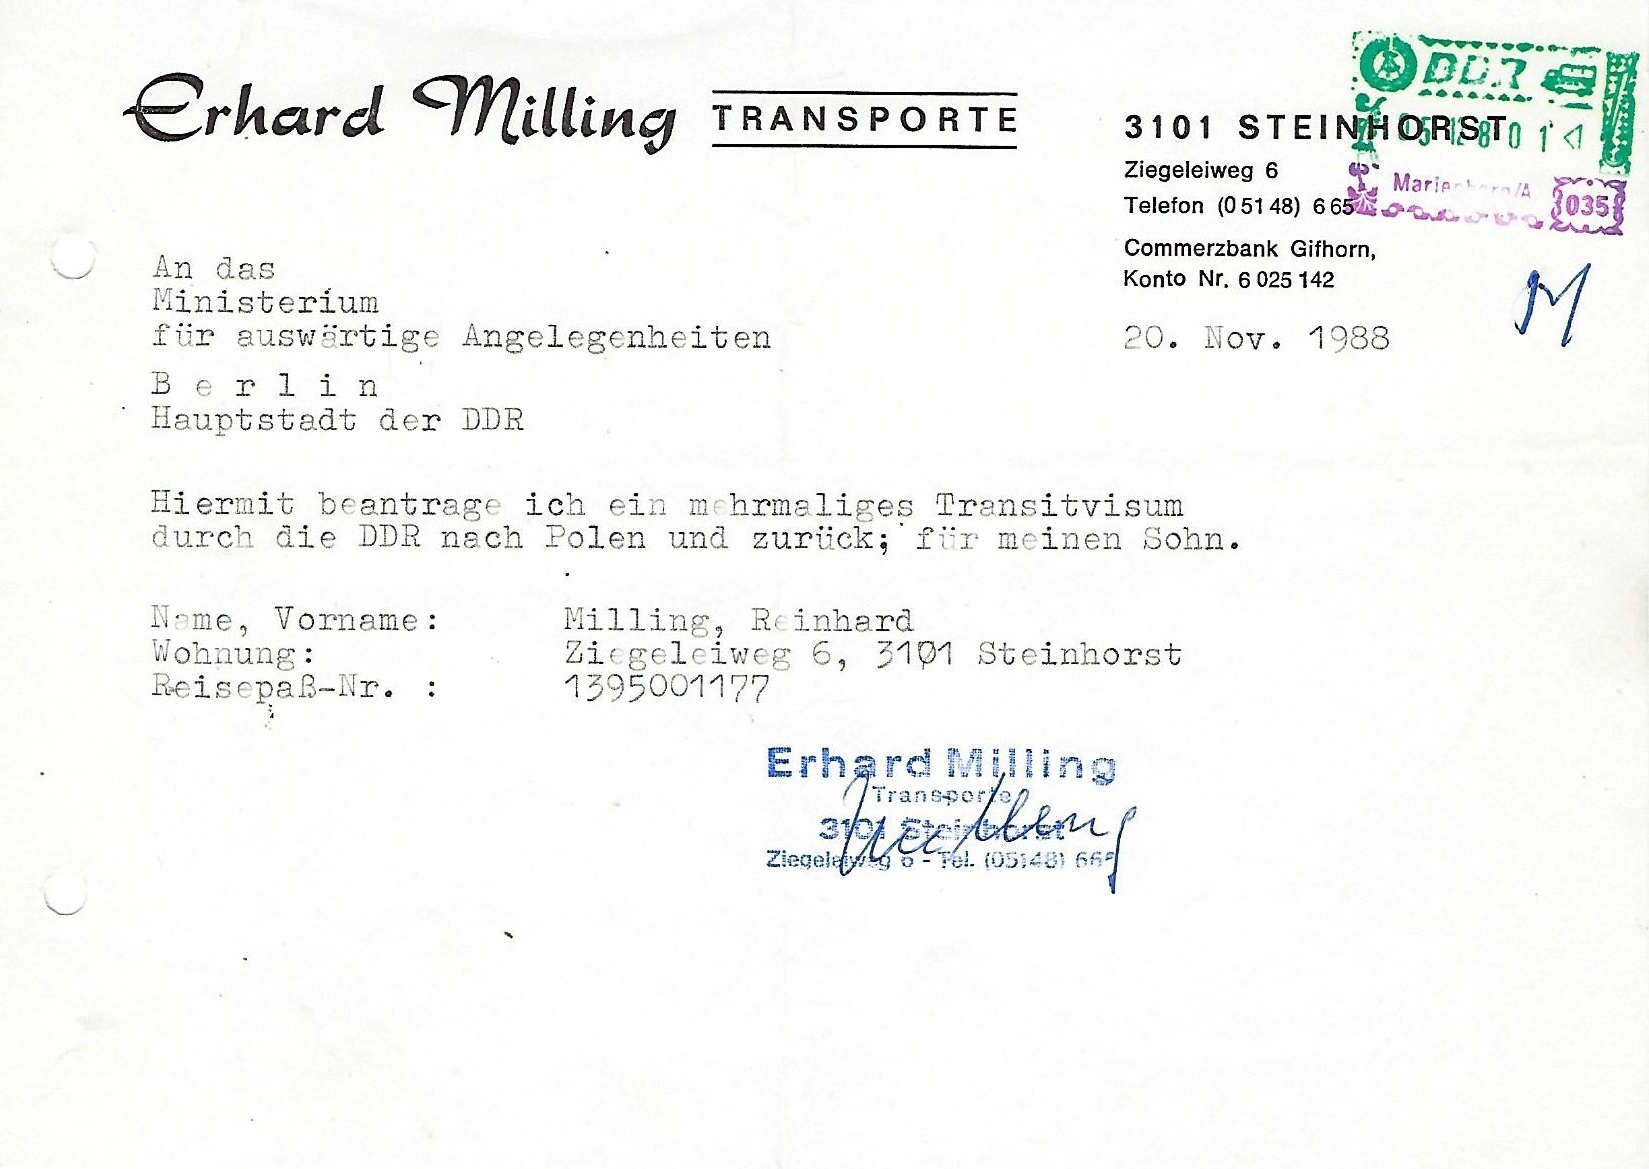 Erhard Milling TRANSPORTE
3101 STEINHORST
Ziegeleiweg 6
Telefon (0 51 48) 6 65
Commerzbank Gifhorn,
Konto Nr. 6 025 142
DDR
Marienborn/A
035
An das
Ministerium
für auswärtige Angelegenheiten
20. Nov. 1988
B e r l i n
Hauptstadt der DDR
Hiermit beantrage ich ein mehrmaliges Transitvisum
durch die DDR nach Polen und zurück; für meinen Sohn.
Name, Vorname: Milling, Reinhard
Wohnung: Ziegeleiweg 6, 3101 Steinhorst
Reisepaß-Nr. : 1395001177
Erhard Milling
Transporte
3101 Steinhorst
Ziegeleiweg 6 - Tel. (05148) 665